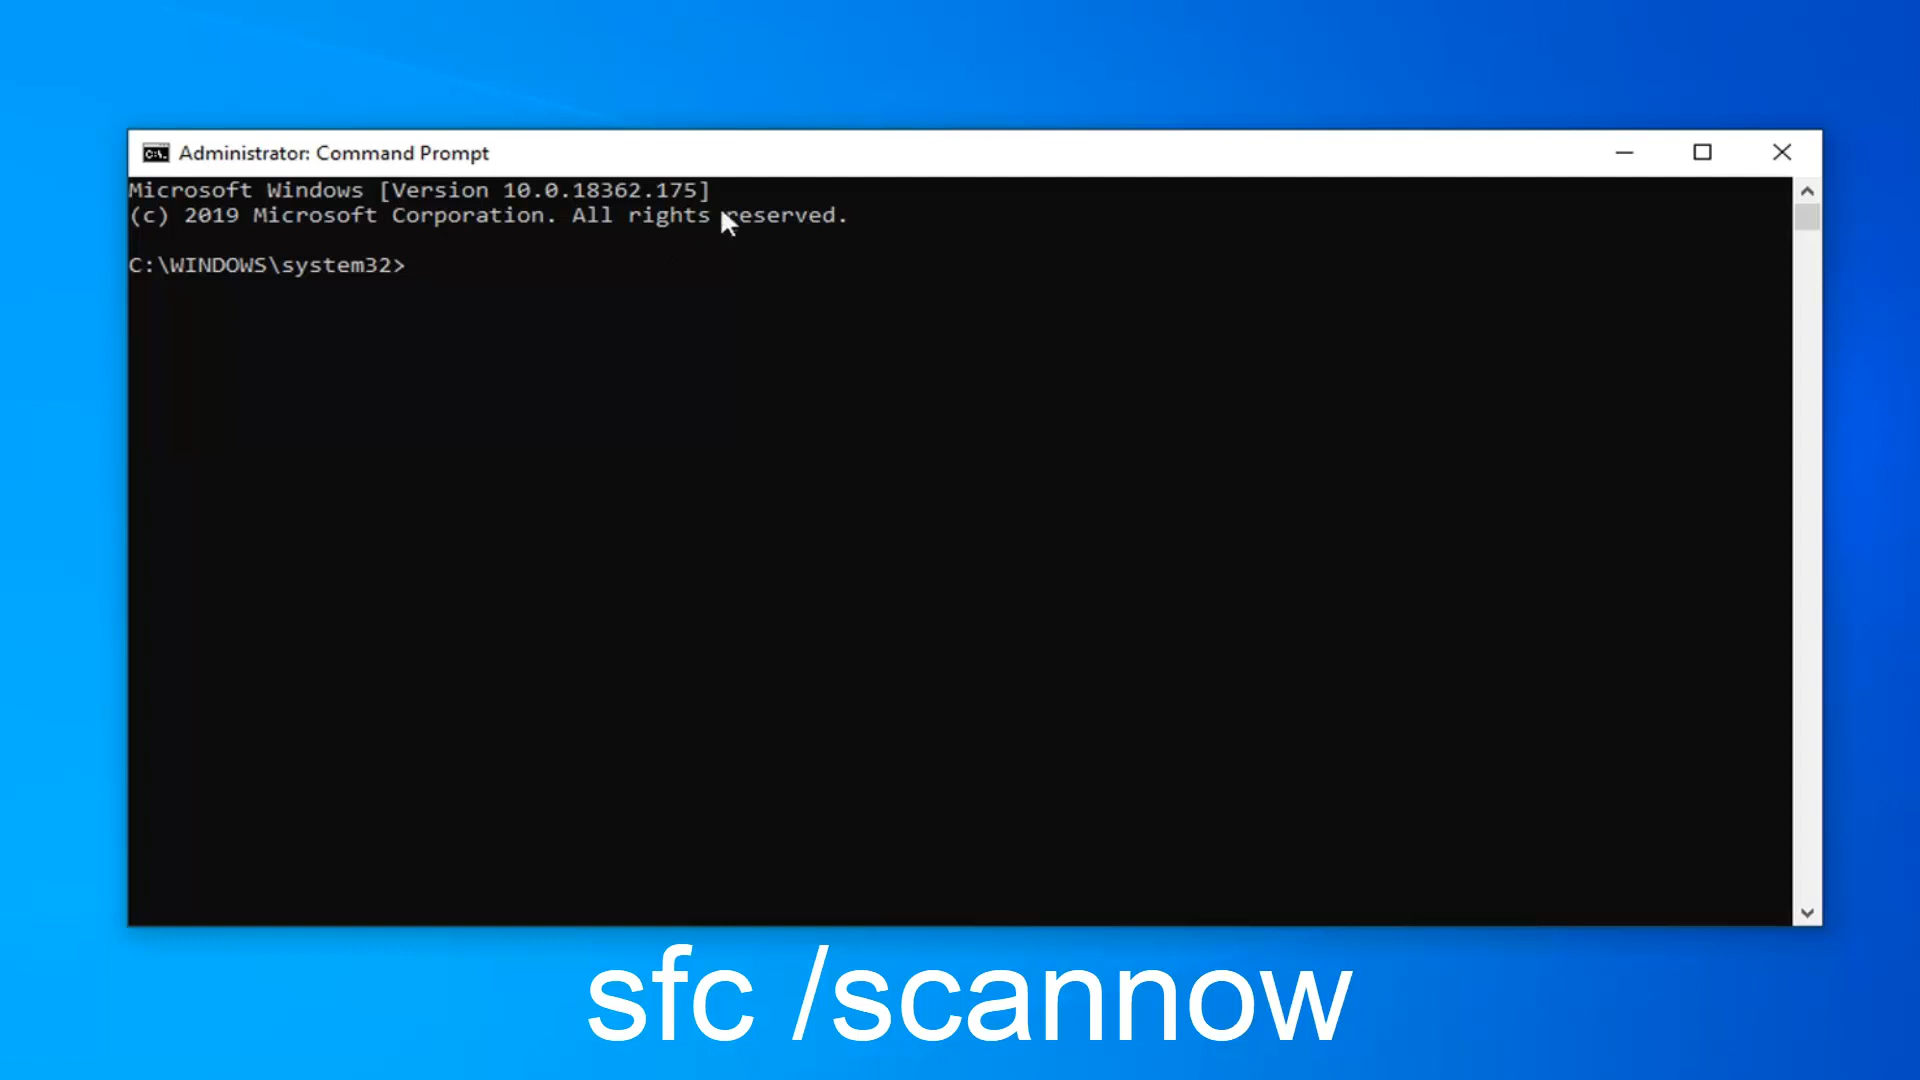 Administrator: Command Prompt
Microsoft Windows [Version 10.0.18362.175]
(c) 2019 Microsoft Corporation. All rights reserved.
C:\WINDOWS\system32>
sfc /scannow